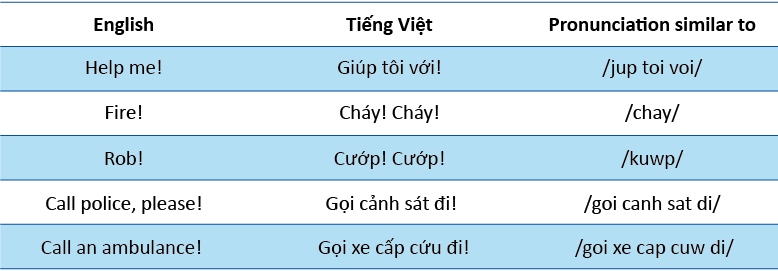 English Tiếng Việt Pronunciation similar to
Help me! Giúp tôi với! /jup toi voi/
Fire! Cháy! Cháy! /chay/
Rob! Cướp! Cướp! /kuwp/
Call police, please! Gọi cảnh sát đi! /goi canh sat di/
Call an ambulance! Gọi xe cấp cứu đi! /goi xe cap cuw di/